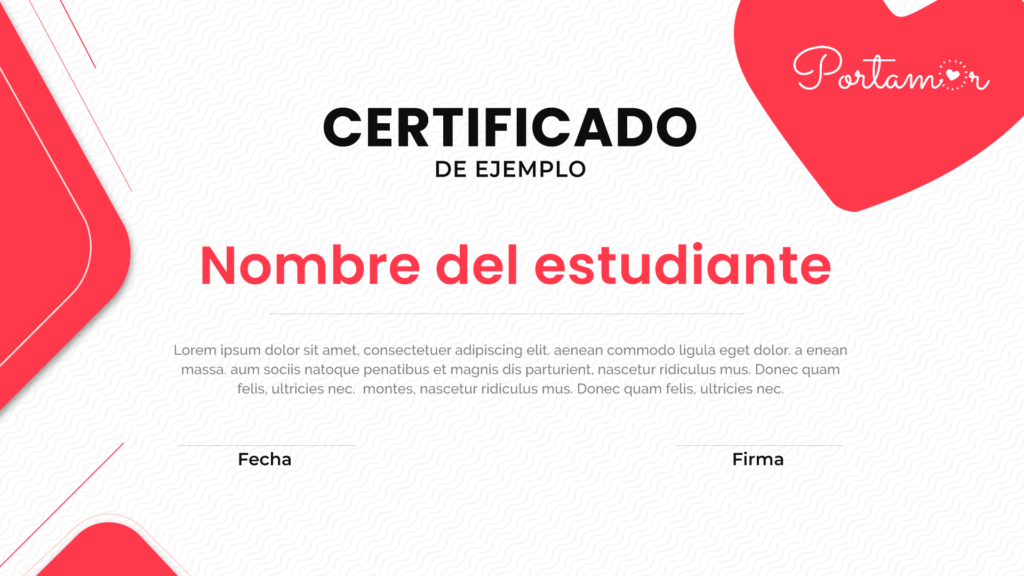 Portamor
CERTIFICADO
DE EJEMPLO
Nombre del estudiante
Lorem ipsum dolor sit amet, consectetuer adipiscing elit. aenean commodo ligula eget dolor. a enean
massa. aum sociis natoque penatibus et magnis dis parturient, nascetur ridiculus mus. Donec quam
felis, ultricies nec.  montes, nascetur ridiculus mus. Donec quam felis, ultricies nec.
Fecha
Firma